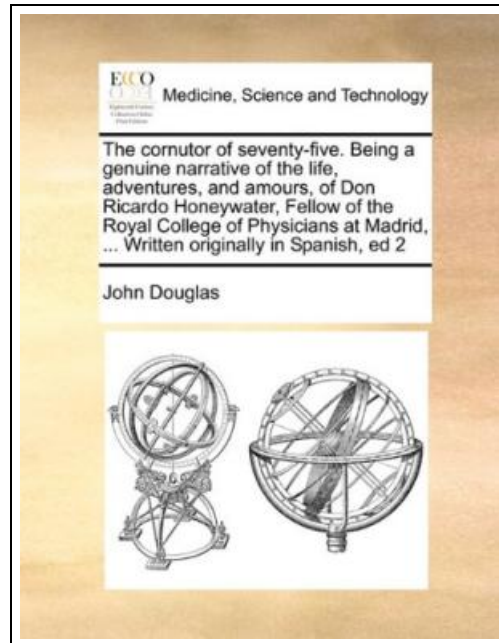 ECCO
Medicine, Science and Technology
The cornutor of seventy-five. Being a
genuine narrative of the life,
adventures, and amours, of Don
Ricardo Honeywater, Fellow of the
Royal College of Physicians at Madrid,
... Written originally in Spanish, ed 2
John Douglas